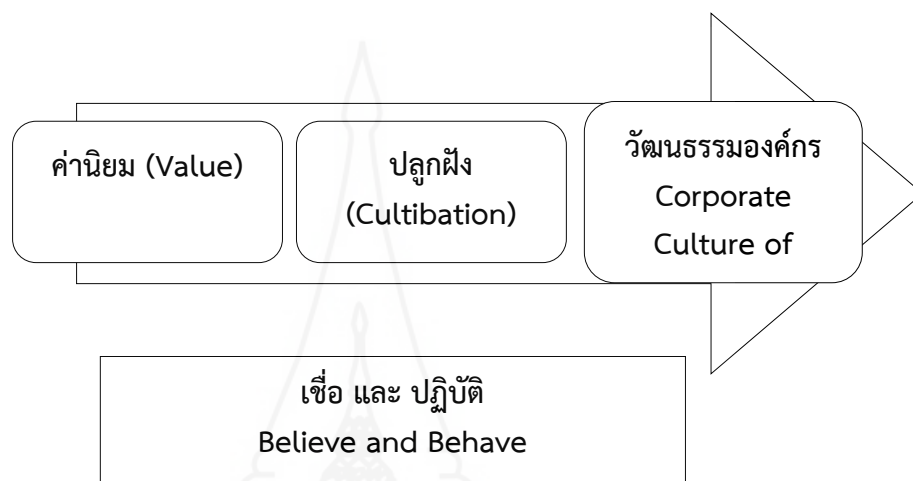 ค่านิยม (Value)
ปลูกฝัง
(Cultibation)
วัฒนธรรมองค์กร
Corporate
Culture of
เชื่อ และ ปฏิบัติ
Believe and Behave